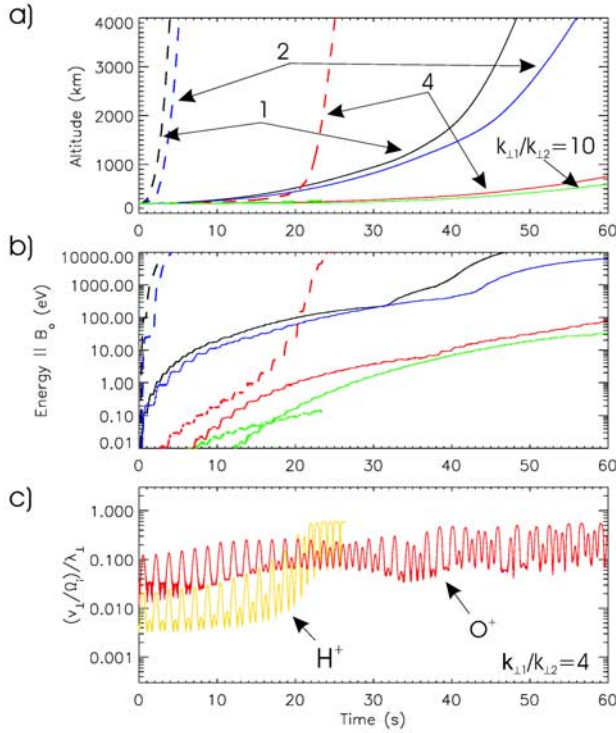 a)
4000
3000
2000
1000
0
Altitude (km)
2
1
4
k⊥1/k⊥2=10
0 10 20 30 40 50 60
b)
10000.00
1000.00
100.00
10.00
1.00
0.10
0.01
Energy || B₀ (eV)
0 10 20 30 40 50 60
c)
1.000
0.100
0.010
0.001
(v⊥/Ωᵢ)/λ⊥
H⁺
O⁺
k⊥1/k⊥2=4
0 10 20 30 40 50 60
Time (s)